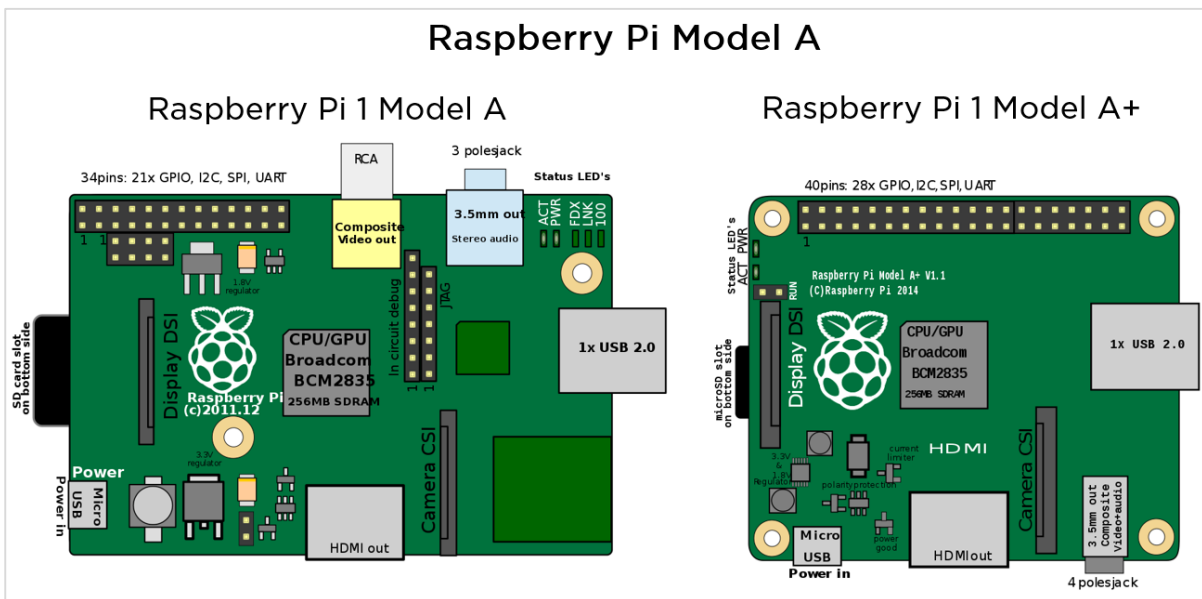 Raspberry Pi Model A
Raspberry Pi 1 Model A
34pins: 21x GPIO, I2C, SPI, UART
RCA
3 polesjack
Status LED's
Composite
Video out
3.5mm out
Stereo audio
ACT
PWR
FDX
LNK
100
1 1
1.8V
regulator
In circuit debug
JTAG
1 1
SD card slot
on bottom side
Display DSI
CPU/GPU
Broadcom
BCM2835
256MB SDRAM
1x USB 2.0
Raspberry Pi
(c)2011.12
3.3V
regulator
Power
Micro
USB
Power in
HDMI out
Camera CSI
Raspberry Pi 1 Model A+
40pins: 28x GPIO, I2C, SPI, UART
1
Status LED's
ACT PWR
RUN
Raspberry Pi Model A+ V1.1
(C)Raspberry Pi 2014
microSD slot
on bottom side
Display DSI
CPU/GPU
Broadcom
BCM2835
256MB SDRAM
1x USB 2.0
HDMI
current
limiter
3.3V
&
1.8V
Regulator
polarityprotection
power
good
Micro
USB
Power in
HDMIout
Camera CSI
3.5mm out
Composite
Video+audio
4 polesjack